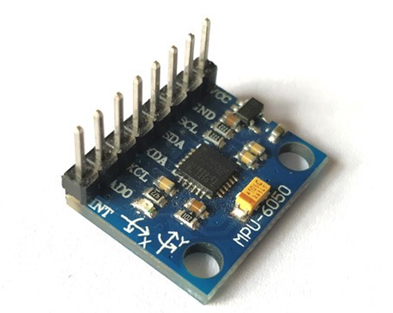 VCC
GND
SCL
SDA
XDA
XCL
AD0
INT
X
Y
MPU-6050